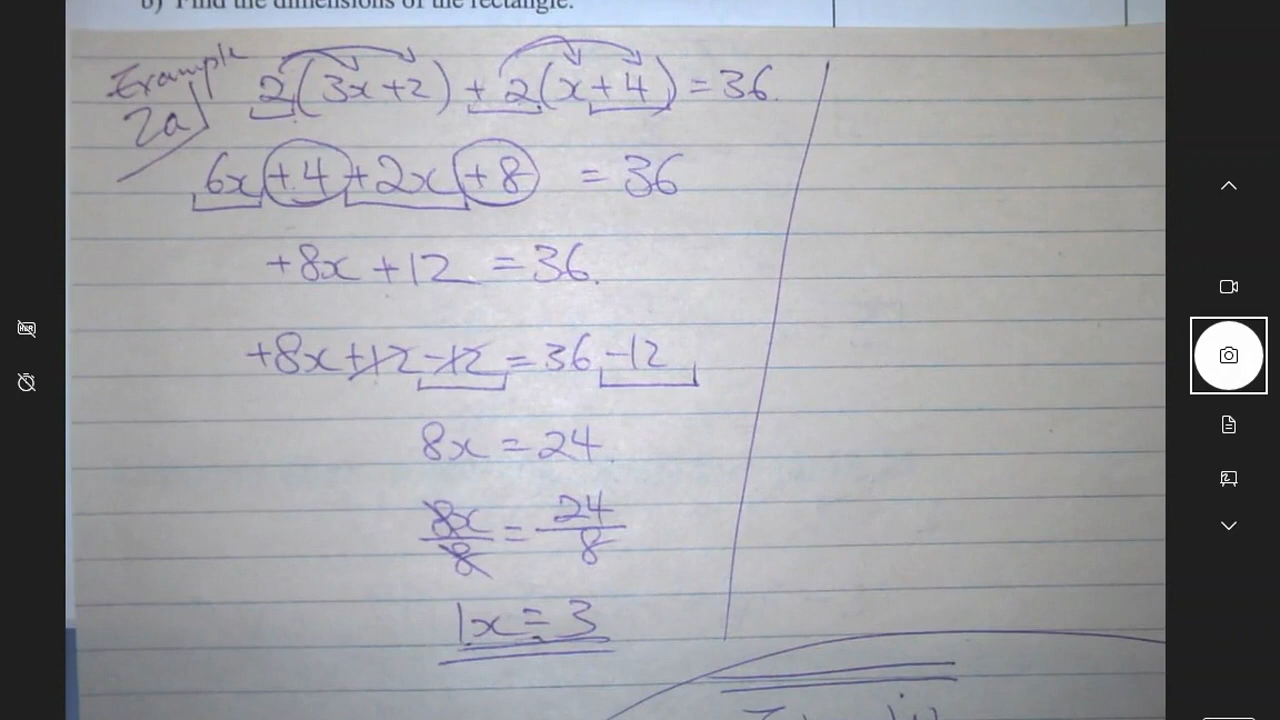 b) Find the dimensions of the rectangle.
Example
2a)
2(3x+2) + 2(x+4) = 36.
6x +4 +2x +8 = 36
+8x +12 = 36.
+8x +12 -12 = 36 -12
8x = 24.
8x/8 = 24/8
1x = 3